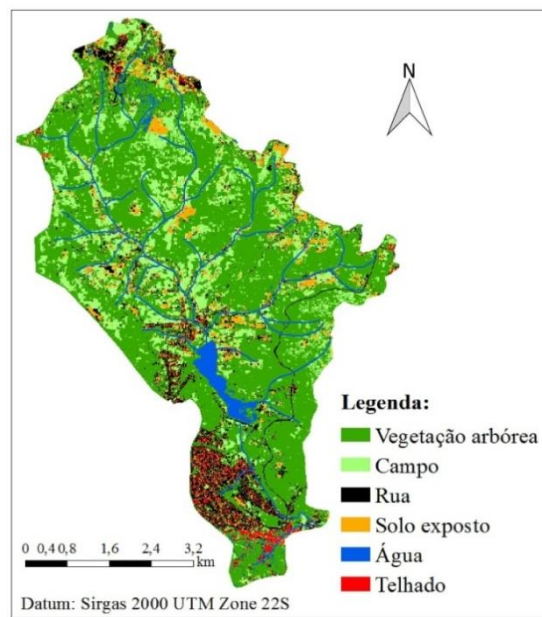 N
Legenda:
Vegetação arbórea
Campo
Rua
Solo exposto
Água
Telhado
0 0,4 0,8 1,6 2,4 3,2
km
Datum: Sirgas 2000 UTM Zone 22S